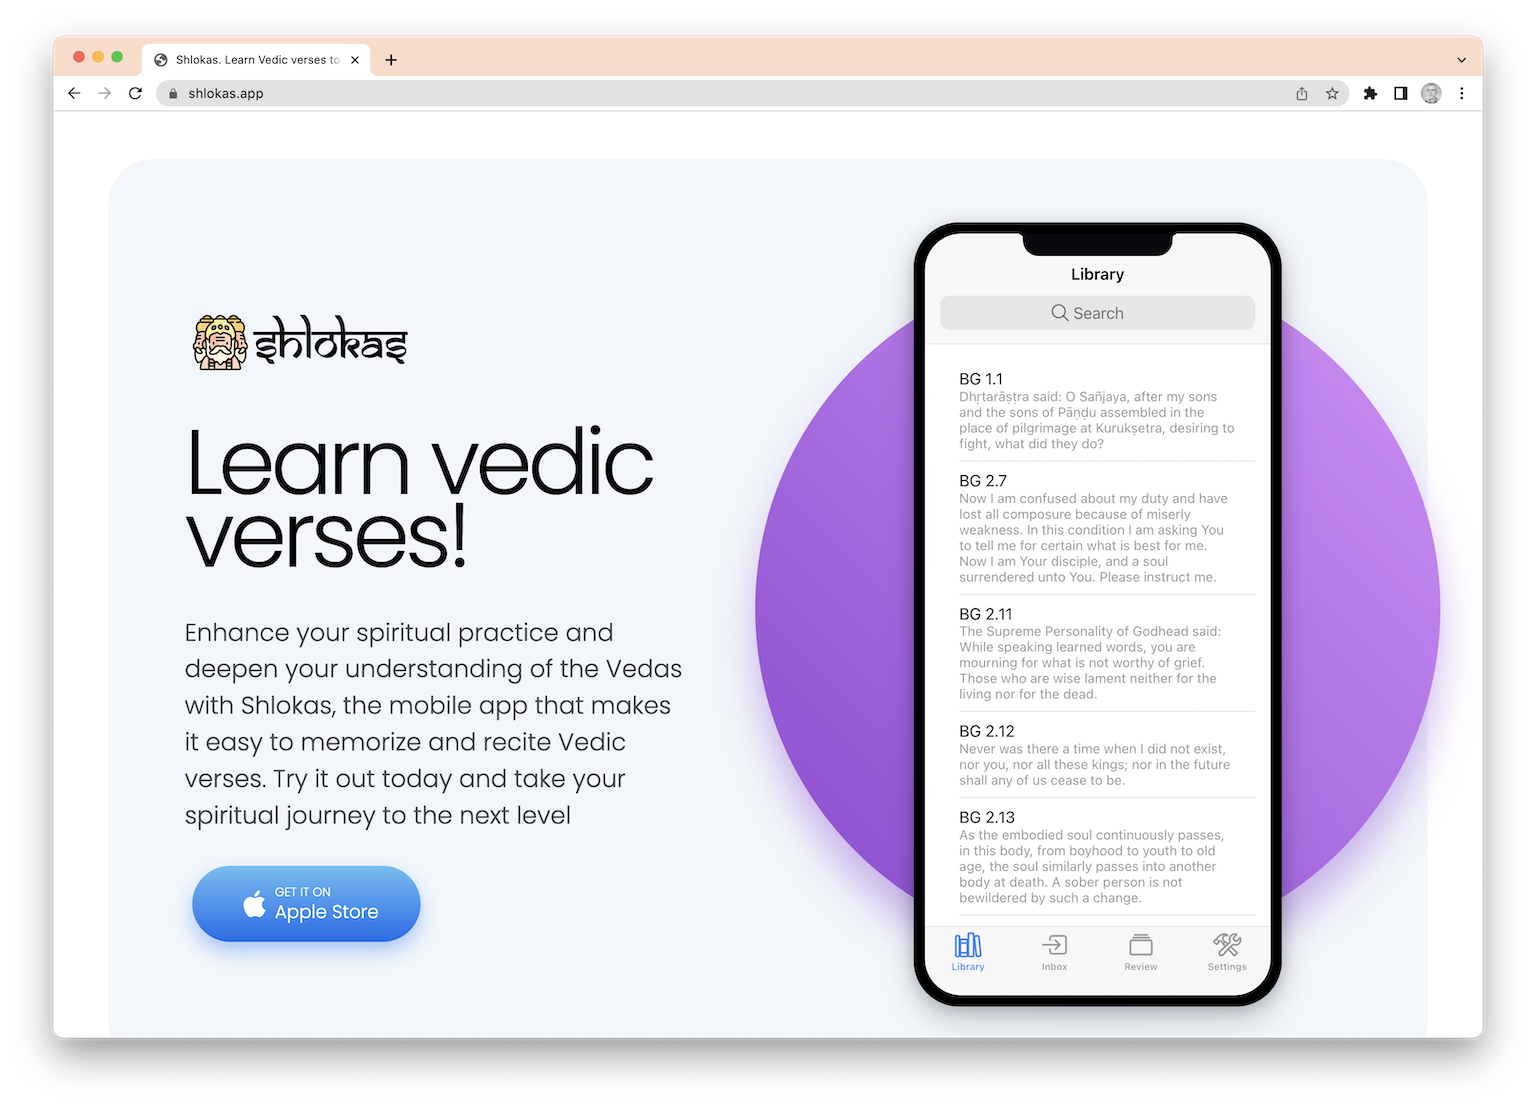 Shlokas. Learn Vedic verses to
shlokas.app
shlokas
Learn vedic
verses!
Enhance your spiritual practice and
deepen your understanding of the Vedas
with Shlokas, the mobile app that makes
it easy to memorize and recite Vedic
verses. Try it out today and take your
spiritual journey to the next level
GET IT ON
Apple Store
Library
Search
BG 1.1
Dhṛtarāṣṭra said: O Sañjaya, after my sons
and the sons of Pāṇḍu assembled in the
place of pilgrimage at Kurukṣetra, desiring to
fight, what did they do?
BG 2.7
Now I am confused about my duty and have
lost all composure because of miserly
weakness. In this condition I am asking You
to tell me for certain what is best for me.
Now I am Your disciple, and a soul
surrendered unto You. Please instruct me.
BG 2.11
The Supreme Personality of Godhead said:
While speaking learned words, you are
mourning for what is not worthy of grief.
Those who are wise lament neither for the
living nor for the dead.
BG 2.12
Never was there a time when I did not exist,
nor you, nor all these kings; nor in the future
shall any of us cease to be.
BG 2.13
As the embodied soul continuously passes,
in this body, from boyhood to youth to old
age, the soul similarly passes into another
body at death. A sober person is not
bewildered by such a change.
Library
Inbox
Review
Settings